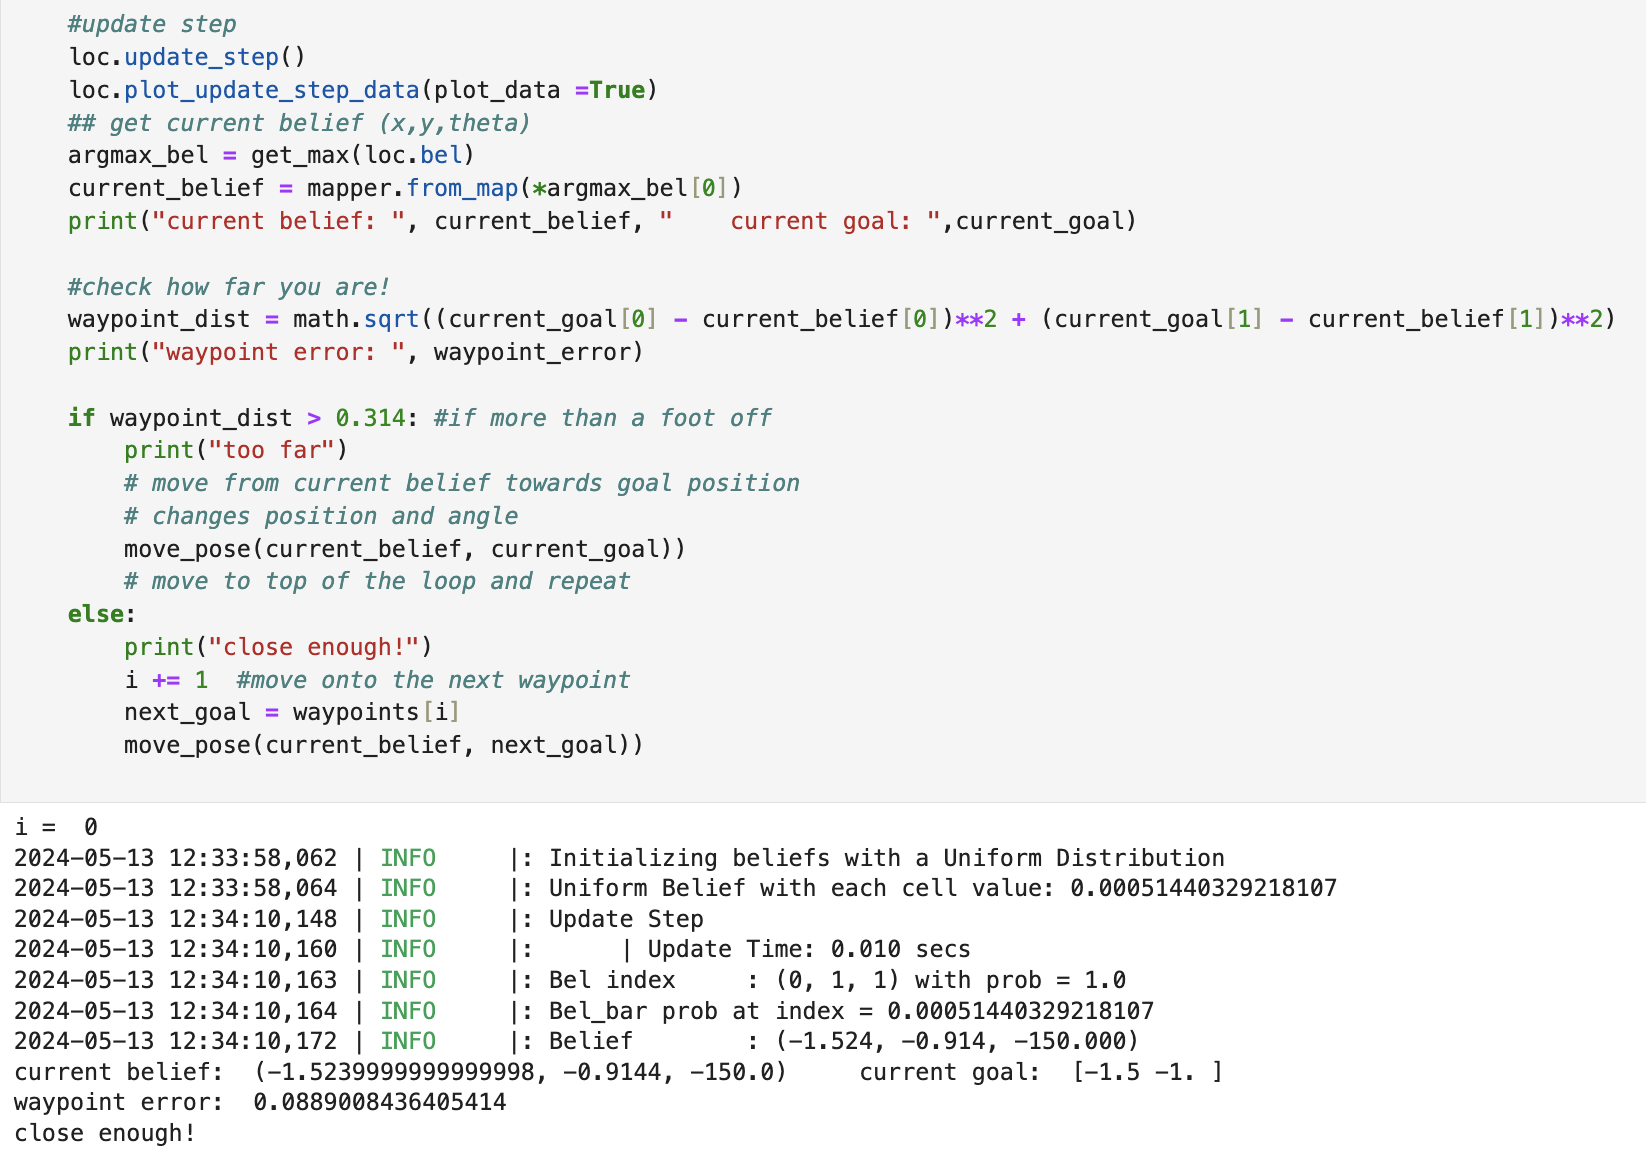 #update step
loc.update_step()
loc.plot_update_step_data(plot_data =True)
## get current belief (x,y,theta)
argmax_bel = get_max(loc.bel)
current_belief = mapper.from_map(*argmax_bel[0])
print("current belief: ", current_belief, "    current goal: ",current_goal)
#check how far you are!
waypoint_dist = math.sqrt((current_goal[0] - current_belief[0])**2 + (current_goal[1] - current_belief[1])**2)
print("waypoint error: ", waypoint_error)
if waypoint_dist > 0.314: #if more than a foot off
    print("too far")
    # move from current belief towards goal position
    # changes position and angle
    move_pose(current_belief, current_goal))
    # move to top of the loop and repeat
else:
    print("close enough!")
    i += 1  #move onto the next waypoint
    next_goal = waypoints[i]
    move_pose(current_belief, next_goal))
i =  0
2024-05-13 12:33:58,062 | INFO     |: Initializing beliefs with a Uniform Distribution
2024-05-13 12:33:58,064 | INFO     |: Uniform Belief with each cell value: 0.00051440329218107
2024-05-13 12:34:10,148 | INFO     |: Update Step
2024-05-13 12:34:10,160 | INFO     |:      | Update Time: 0.010 secs
2024-05-13 12:34:10,163 | INFO     |: Bel index     : (0, 1, 1) with prob = 1.0
2024-05-13 12:34:10,164 | INFO     |: Bel_bar prob at index = 0.00051440329218107
2024-05-13 12:34:10,172 | INFO     |: Belief        : (-1.524, -0.914, -150.000)
current belief:  (-1.5239999999999998, -0.9144, -150.0)     current goal:  [-1.5 -1. ]
waypoint error:  0.0889008436405414
close enough!